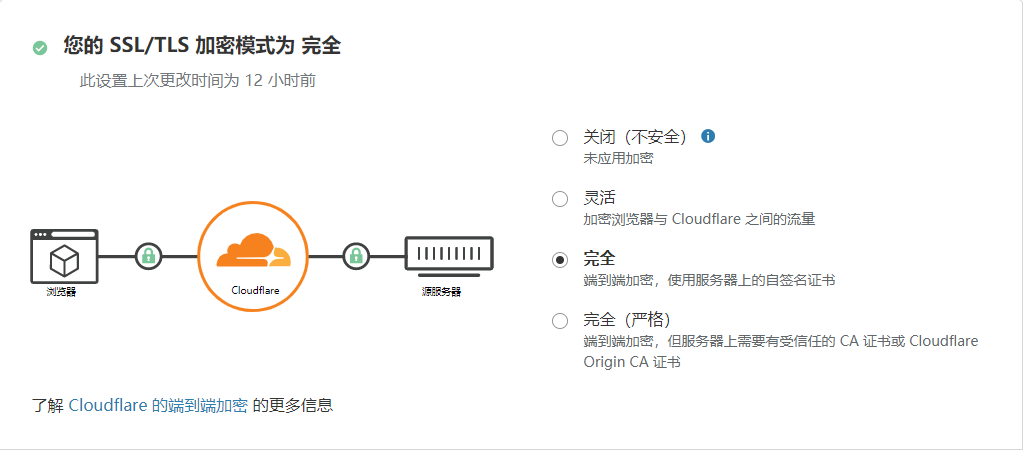 您的 SSL/TLS 加密模式为 完全
此设置上次更改时间为 12 小时前
浏览器
Cloudflare
源服务器
关闭（不安全）
未应用加密
灵活
加密浏览器与 Cloudflare 之间的流量
完全
端到端加密，使用服务器上的自签名证书
完全（严格）
端到端加密，但服务器上需要有受信任的 CA 证书或 Cloudflare
Origin CA 证书
了解 Cloudflare 的端到端加密 的更多信息